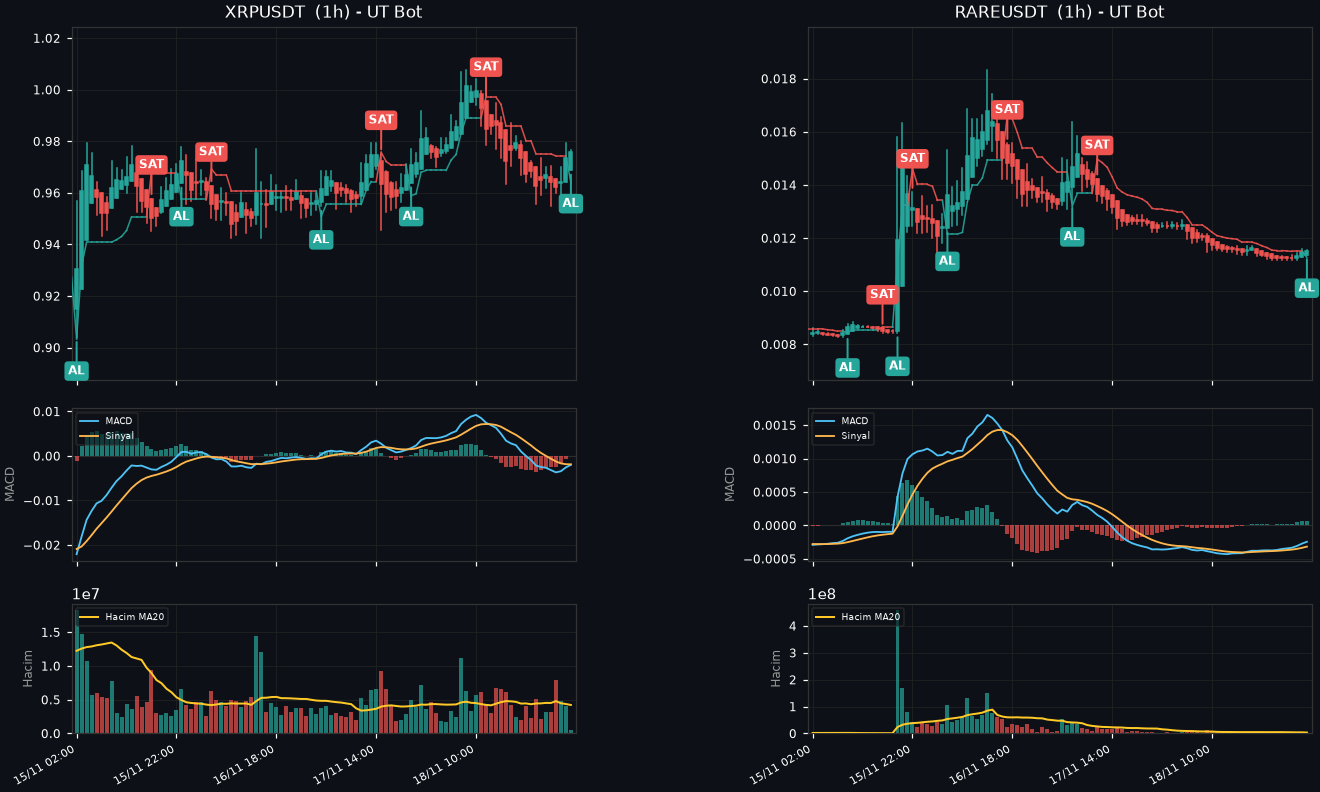 XRPUSDT (1h) - UT Bot
1.02
1.00
0.98
0.96
0.94
0.92
0.90
AL
SAT
AL
SAT
AL
SAT
AL
SAT
AL
0.01
0.00
−0.01
−0.02
MACD
MACD
Sinyal
1e7
1.5
1.0
0.5
0.0
Hacim
Hacim MA20
15/11 02:00
15/11 22:00
16/11 18:00
17/11 14:00
18/11 10:00
RAREUSDT (1h) - UT Bot
0.018
0.016
0.014
0.012
0.010
0.008
AL
SAT
AL
SAT
AL
SAT
AL
SAT
AL
0.0015
0.0010
0.0005
0.0000
−0.0005
MACD
MACD
Sinyal
1e8
4
3
2
1
0
Hacim
Hacim MA20
15/11 02:00
15/11 22:00
16/11 18:00
17/11 14:00
18/11 10:00